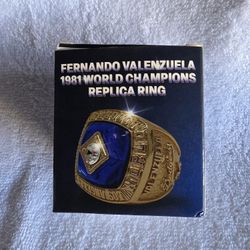 FERNANDO VALENZUELA
1981 WORLD CHAMPIONS
REPLICA RING